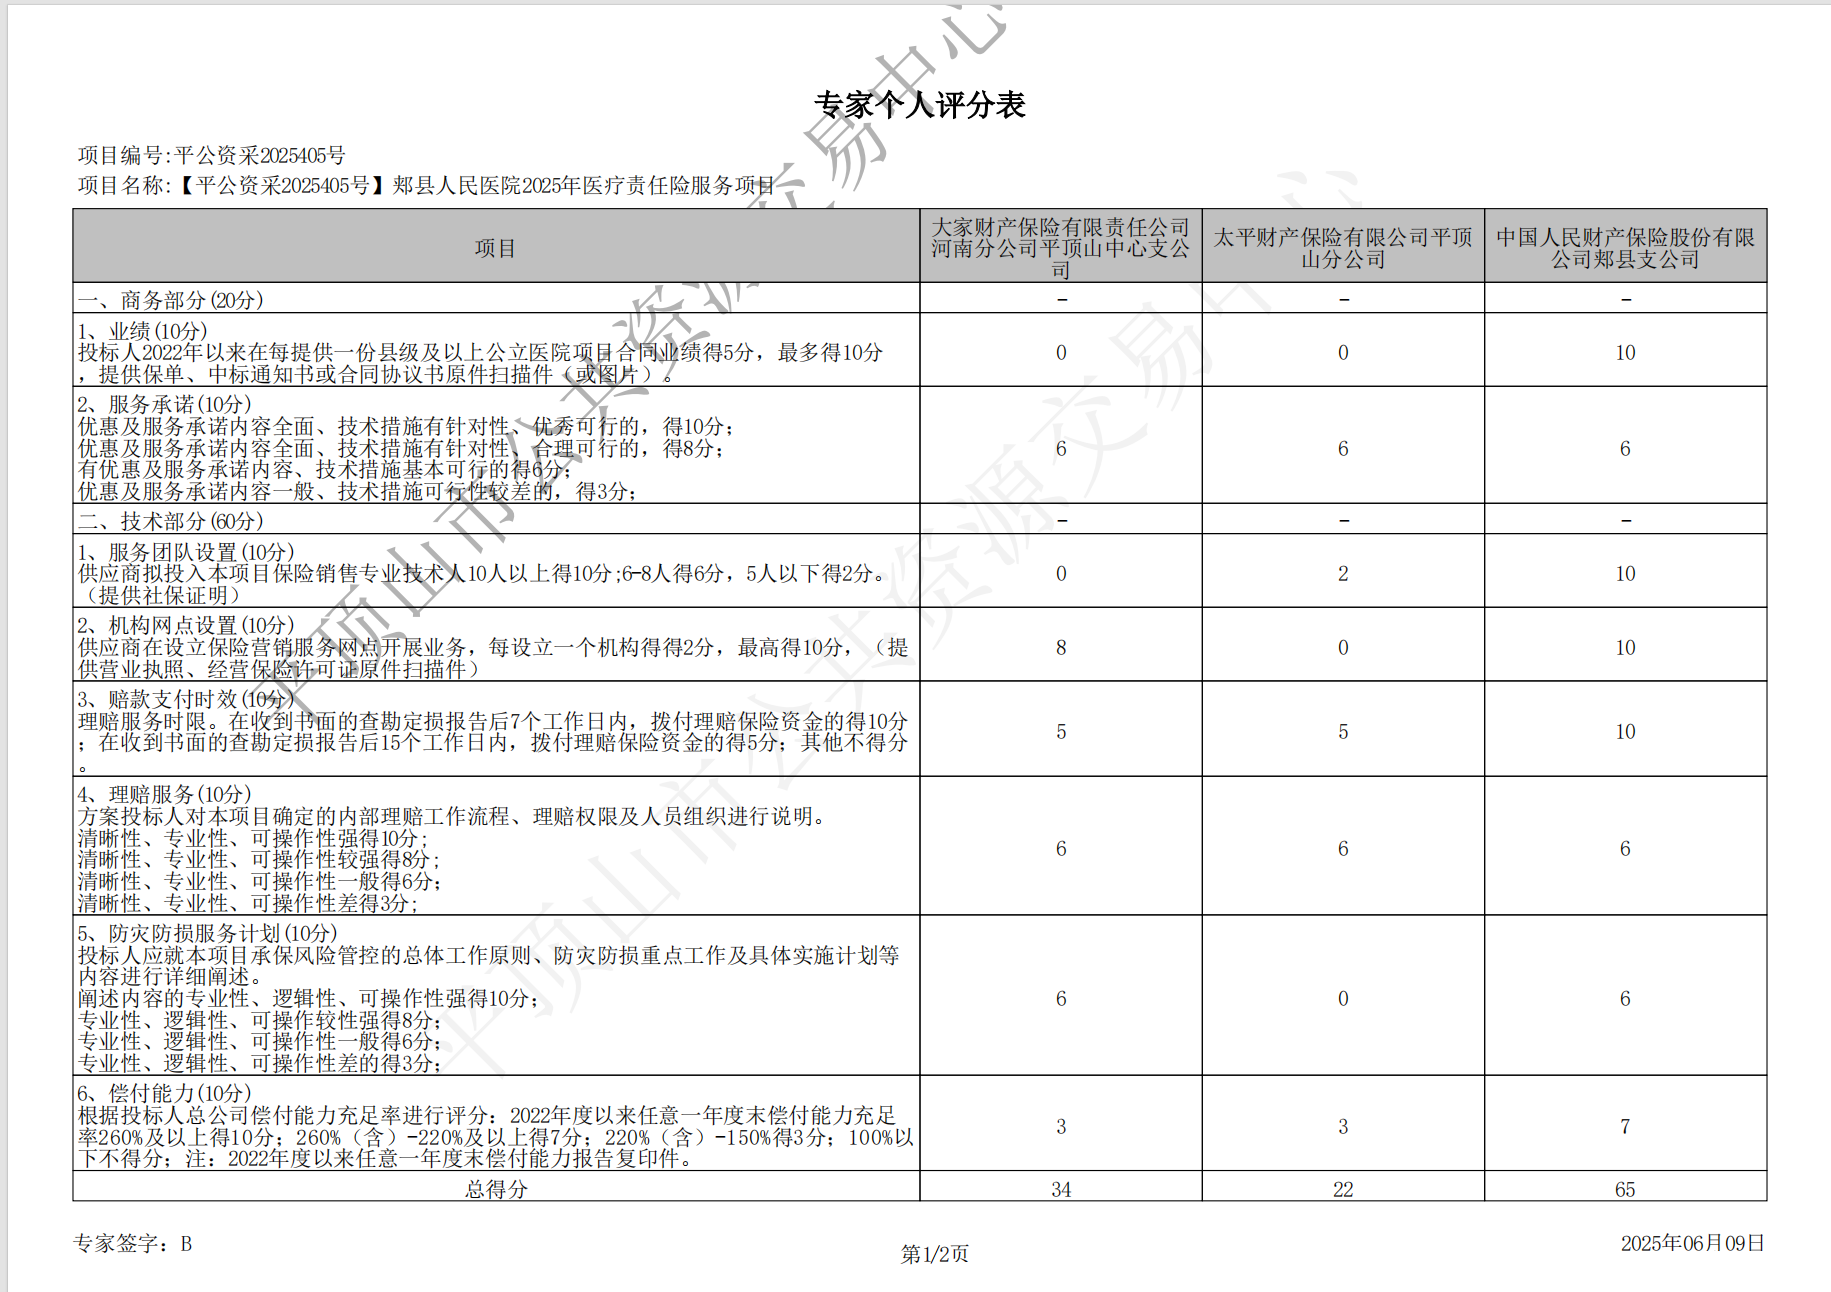 专家个人评分表
项目编号:平公资采2025405号
项目名称:【平公资采2025405号】郏县人民医院2025年医疗责任险服务项目
项目
大家财产保险有限责任公司
河南分公司平顶山中心支公
司
太平财产保险有限公司平顶
山分公司
中国人民财产保险股份有限
公司郏县支公司
一、商务部分(20分)
–
–
–
1、业绩(10分)
投标人2022年以来在每提供一份县级及以上公立医院项目合同业绩得5分，最多得10分
，提供保单、中标通知书或合同协议书原件扫描件（或图片）。
0
0
10
2、服务承诺(10分)
优惠及服务承诺内容全面、技术措施有针对性、优秀可行的，得10分；
优惠及服务承诺内容全面、技术措施有针对性、合理可行的，得8分；
有优惠及服务承诺内容、技术措施基本可行的得6分；
优惠及服务承诺内容一般、技术措施可行性较差的，得3分；
6
6
6
二、技术部分(60分)
–
–
–
1、服务团队设置(10分)
供应商拟投入本项目保险销售专业技术人10人以上得10分;6-8人得6分，5人以下得2分。
（提供社保证明）
0
2
10
2、机构网点设置(10分)
供应商在设立保险营销服务网点开展业务，每设立一个机构得得2分，最高得10分，（提
供营业执照、经营保险许可证原件扫描件）
8
0
10
3、赔款支付时效(10分)
理赔服务时限。在收到书面的查勘定损报告后7个工作日内，拨付理赔保险资金的得10分
；在收到书面的查勘定损报告后15个工作日内，拨付理赔保险资金的得5分；其他不得分
。
5
5
10
4、理赔服务(10分)
方案投标人对本项目确定的内部理赔工作流程、理赔权限及人员组织进行说明。
清晰性、专业性、可操作性强得10分；
清晰性、专业性、可操作性较强得8分；
清晰性、专业性、可操作性一般得6分；
清晰性、专业性、可操作性差得3分；
6
6
6
5、防灾防损服务计划(10分)
投标人应就本项目承保风险管控的总体工作原则、防灾防损重点工作及具体实施计划等
内容进行详细阐述。
阐述内容的专业性、逻辑性、可操作性强得10分；
专业性、逻辑性、可操作较性强得8分；
专业性、逻辑性、可操作性一般得6分；
专业性、逻辑性、可操作性差的得3分；
6
0
6
6、偿付能力(10分)
根据投标人总公司偿付能力充足率进行评分：2022年度以来任意一年度末偿付能力充足
率260%及以上得10分；260%（含）-220%及以上得7分；220%（含）-150%得3分；100%以
下不得分；注：2022年度以来任意一年度末偿付能力报告复印件。
3
3
7
总得分
34
22
65
专家签字：B
第1/2页
2025年06月09日
平顶山市公共资源交易中心
平顶山市公共资源交易中心